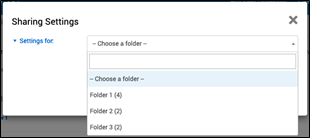 Sharing Settings
Settings for:
-- Choose a folder --
-- Choose a folder --
Folder 1 (4)
Folder 2 (2)
Folder 3 (2)